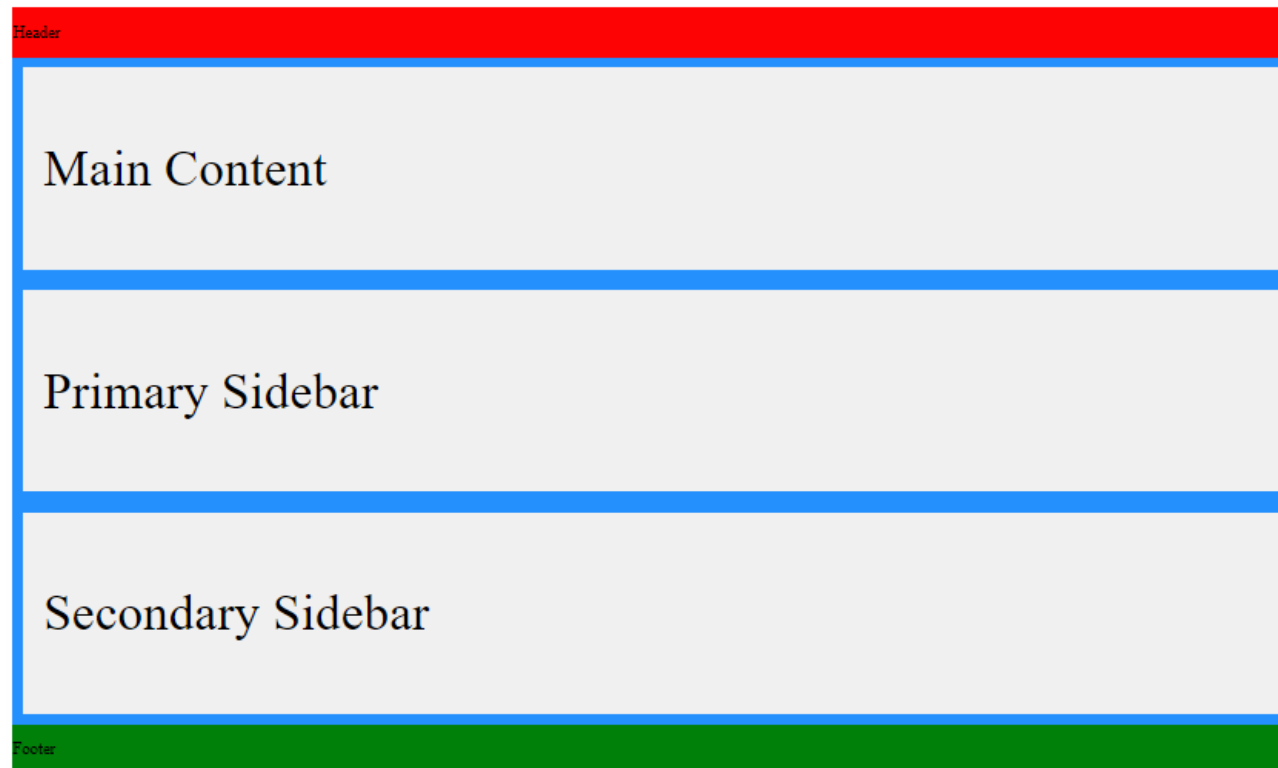 Header
Main Content
Primary Sidebar
Secondary Sidebar
Footer